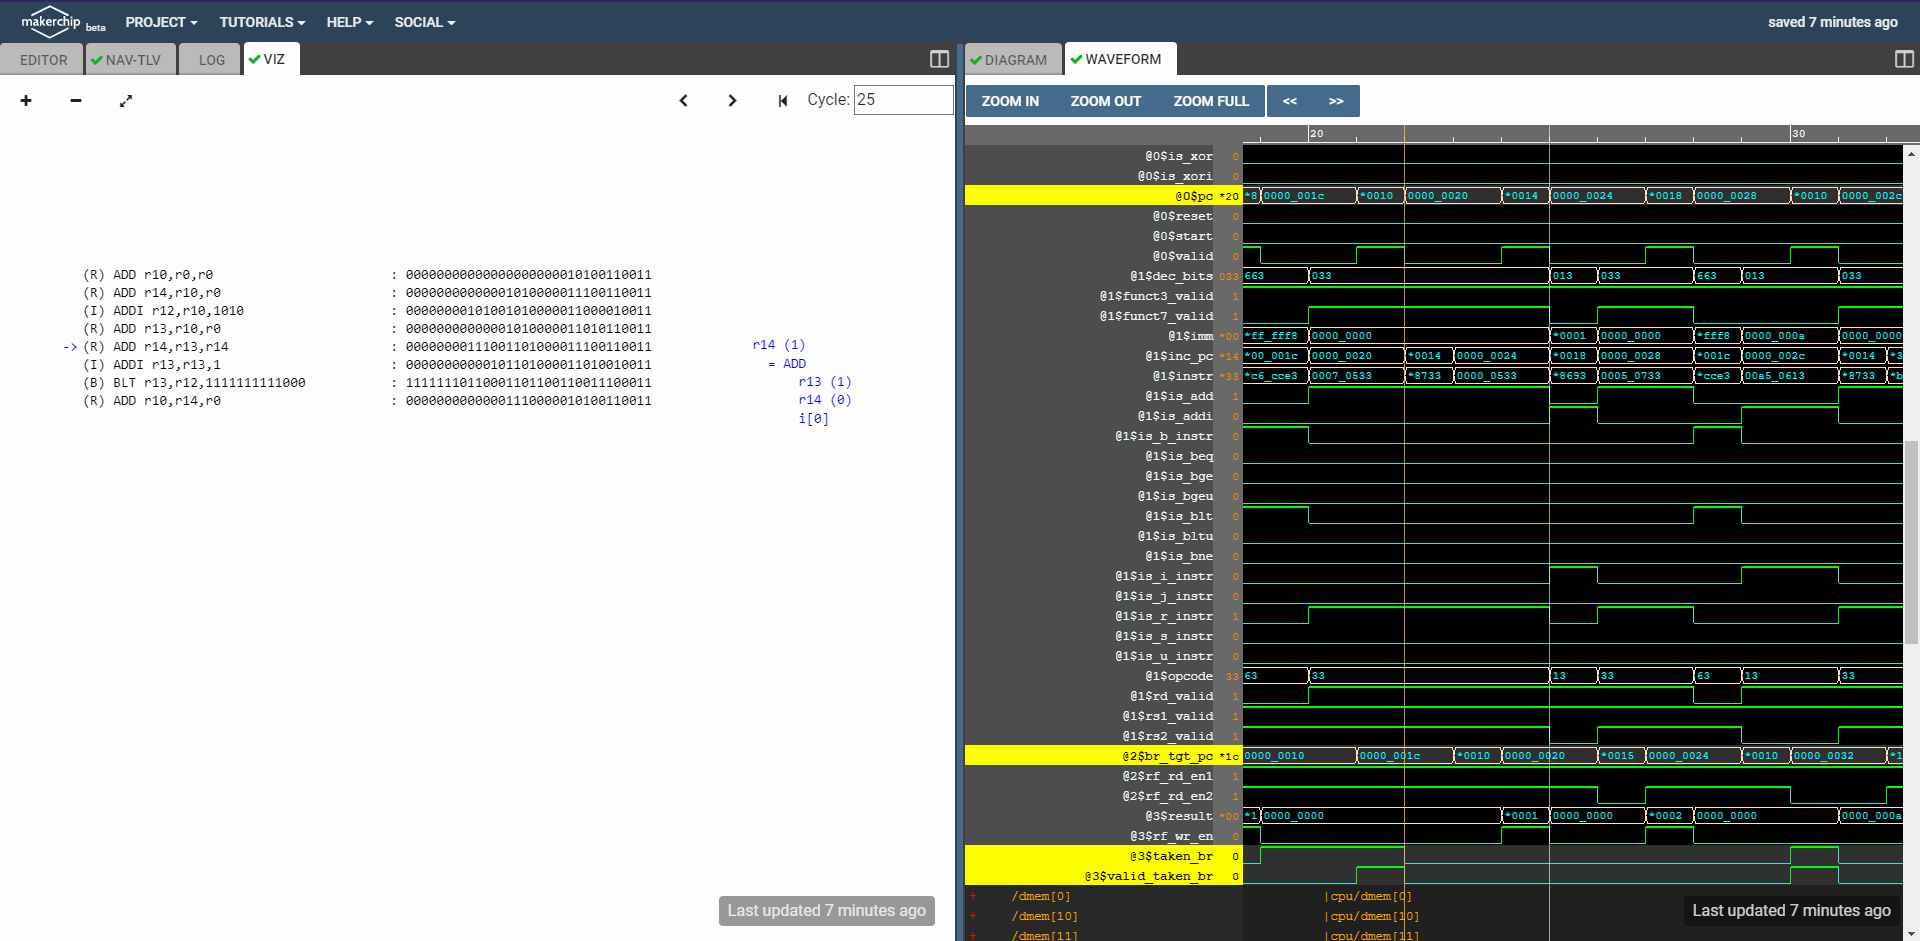 makerchip beta PROJECT TUTORIALS HELP SOCIAL saved 7 minutes ago
EDITOR NAV-TLV LOG VIZ
+ − Cycle: 25
(R) ADD r10,r0,r0 : 00000000000000000000010100110011
(R) ADD r14,r10,r0 : 00000000000001010000011100110011
(I) ADDI r12,r10,1010 : 00000000101001010000011000010011
(R) ADD r13,r10,r0 : 00000000000001010000011010110011
-> (R) ADD r14,r13,r14 : 00000000111001101000011100110011
(I) ADDI r13,r13,1 : 00000000000101101000011010010011
(B) BLT r13,r12,1111111111000 : 11111110110001101100110011100011
(R) ADD r10,r14,r0 : 00000000000001110000010100110011
r14 (1)
= ADD
r13 (1)
r14 (0)
i[0]
Last updated 7 minutes ago
DIAGRAM WAVEFORM
ZOOM IN ZOOM OUT ZOOM FULL << >>
20 30
@0$is_xor 0
@0$is_xori 0
@0$pc *20 *8 0000_001c *0010 0000_0020 *0014 0000_0024 *0018 0000_0028 *0010 0000_002c
@0$reset 0
@0$start 0
@0$valid 0
@1$dec_bits 033 663 033 013 033 663 013 033
@1$funct3_valid 1
@1$funct7_valid 1
@1$imm *00 *ff_fff8 0000_0000 *0001 0000_0000 *fff8 0000_000a 0000_0000
@1$inc_pc *14 *00_001c 0000_0020 *0014 0000_0024 *0018 0000_0028 *001c 0000_002c *0014 *3
@1$instr *33 *c6_cce3 0007_0533 *8733 0000_0533 *8693 0005_0733 *cce3 00a5_0613 *8733 *b
@1$is_add 1
@1$is_addi 0
@1$is_b_instr 0
@1$is_beq 0
@1$is_bge 0
@1$is_bgeu 0
@1$is_blt 0
@1$is_bltu 0
@1$is_bne 0
@1$is_i_instr 0
@1$is_j_instr 0
@1$is_r_instr 1
@1$is_s_instr 0
@1$is_u_instr 0
@1$opcode 33 63 33 13 33 63 13 33
@1$rd_valid 1
@1$rs1_valid 1
@1$rs2_valid 1
@2$br_tgt_pc *1c 0000_0010 0000_001c *0010 0000_0020 *0015 0000_0024 *0010 0000_0032 *1
@2$rf_rd_en1 1
@2$rf_rd_en2 1
@3$result *00 *1 0000_0000 *0001 0000_0000 *0002 0000_0000 0000_000a
@3$rf_wr_en 0
@3$taken_br 0
@3$valid_taken_br 0
+ /dmem[0] |cpu/dmem[0]
+ /dmem[10] |cpu/dmem[10]
+ /dmem[11] |cpu/dmem[11]
Last updated 7 minutes ago